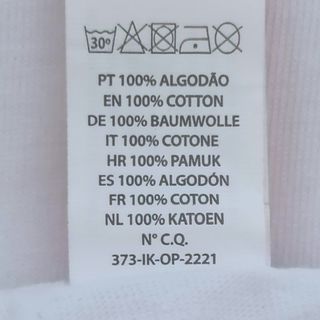 30°
PT 100% ALGODÃO
EN 100% COTTON
DE 100% BAUMWOLLE
IT 100% COTONE
HR 100% PAMUK
ES 100% ALGODÓN
FR 100% COTON
NL 100% KATOEN
N° C.Q.
373-IK-OP-2221